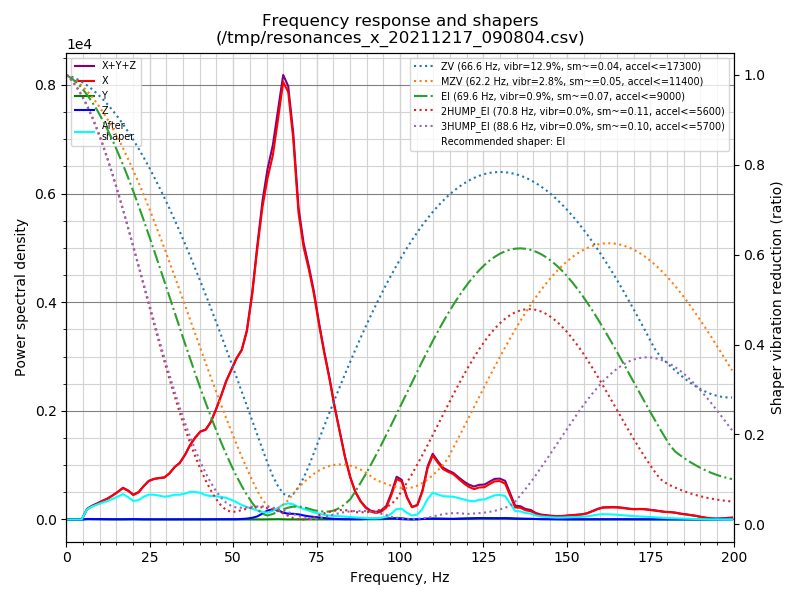 Frequency response and shapers
(/tmp/resonances_x_20211217_090804.csv)
1e4
X+Y+Z
X
Y
Z
After
shaper
ZV (66.6 Hz, vibr=12.9%, sm~=0.04, accel<=17300)
MZV (62.2 Hz, vibr=2.8%, sm~=0.05, accel<=11400)
EI (69.6 Hz, vibr=0.9%, sm~=0.07, accel<=9000)
2HUMP_EI (70.8 Hz, vibr=0.0%, sm~=0.11, accel<=5600)
3HUMP_EI (88.6 Hz, vibr=0.0%, sm~=0.10, accel<=5700)
Recommended shaper: EI
Power spectral density
0.8
0.6
0.4
0.2
0.0
1.0
0.8
0.6
0.4
0.2
0.0
Shaper vibration reduction (ratio)
0 25 50 75 100 125 150 175 200
Frequency, Hz